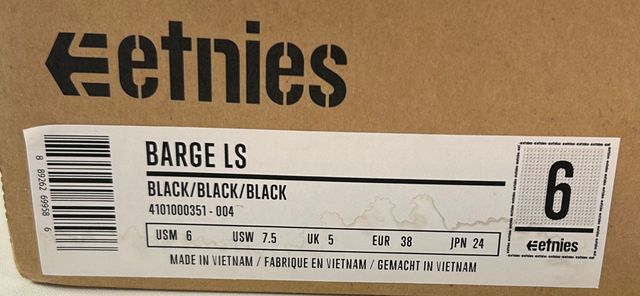 etnies
8 89262 69958 6
BARGE LS
BLACK/BLACK/BLACK
4101000351 - 004
USM 6 USW 7.5 UK 5 EUR 38 JPN 24
MADE IN VIETNAM / FABRIQUE EN VIETNAM / GEMACHT IN VIETNAM
6
etnies